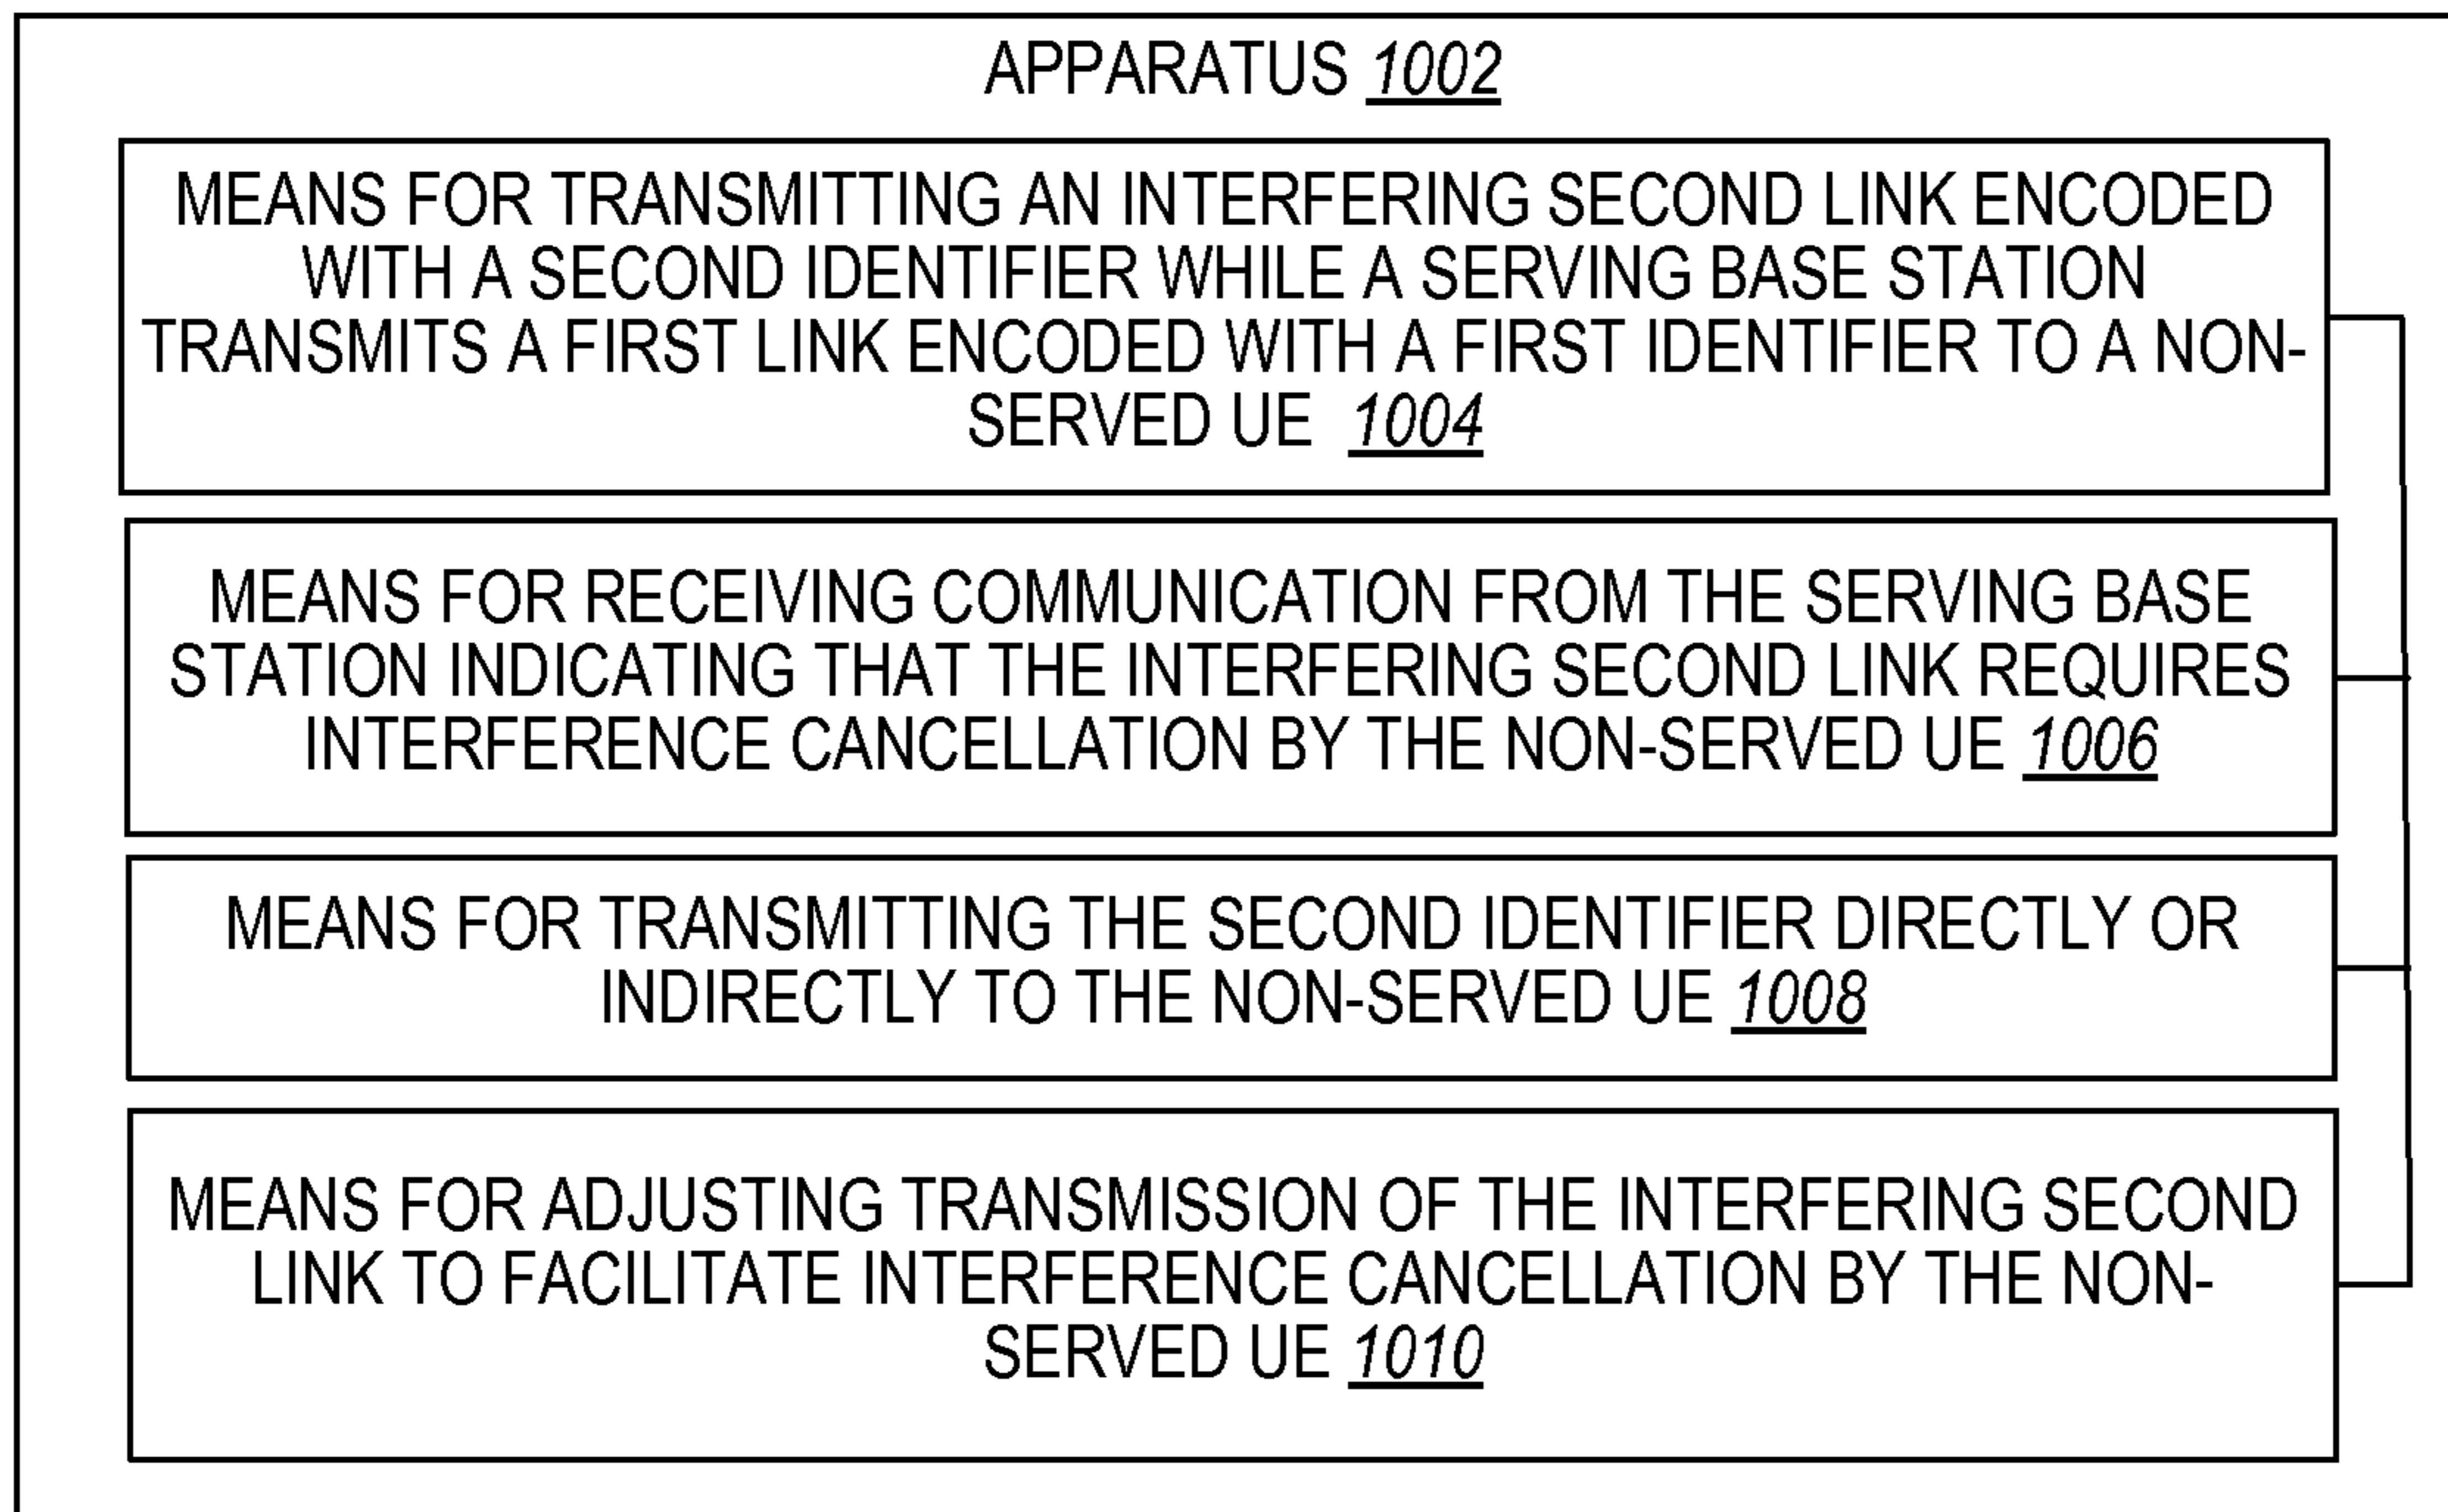 APPARATUS 1002
MEANS FOR TRANSMITTING AN INTERFERING SECOND LINK ENCODED
WITH A SECOND IDENTIFIER WHILE A SERVING BASE STATION
TRANSMITS A FIRST LINK ENCODED WITH A FIRST IDENTIFIER TO A NON-
SERVED UE 1004
MEANS FOR RECEIVING COMMUNICATION FROM THE SERVING BASE
STATION INDICATING THAT THE INTERFERING SECOND LINK REQUIRES
INTERFERENCE CANCELLATION BY THE NON-SERVED UE 1006
MEANS FOR TRANSMITTING THE SECOND IDENTIFIER DIRECTLY OR
INDIRECTLY TO THE NON-SERVED UE 1008
MEANS FOR ADJUSTING TRANSMISSION OF THE INTERFERING SECOND
LINK TO FACILITATE INTERFERENCE CANCELLATION BY THE NON-
SERVED UE 1010